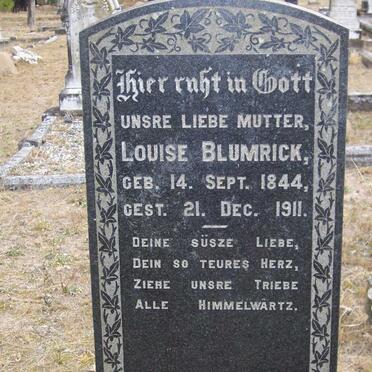 Hier ruht in Gott
UNSRE LIEBE MUTTER,
LOUISE BLUMRICK,
GEB. 14. SEPT. 1844,
GEST. 21. DEC. 1911.
DEINE SÜSZE LIEBE,
DEIN SO TEURES HERZ,
ZIEHE UNSRE TRIEBE
ALLE HIMMELWÄRTZ.